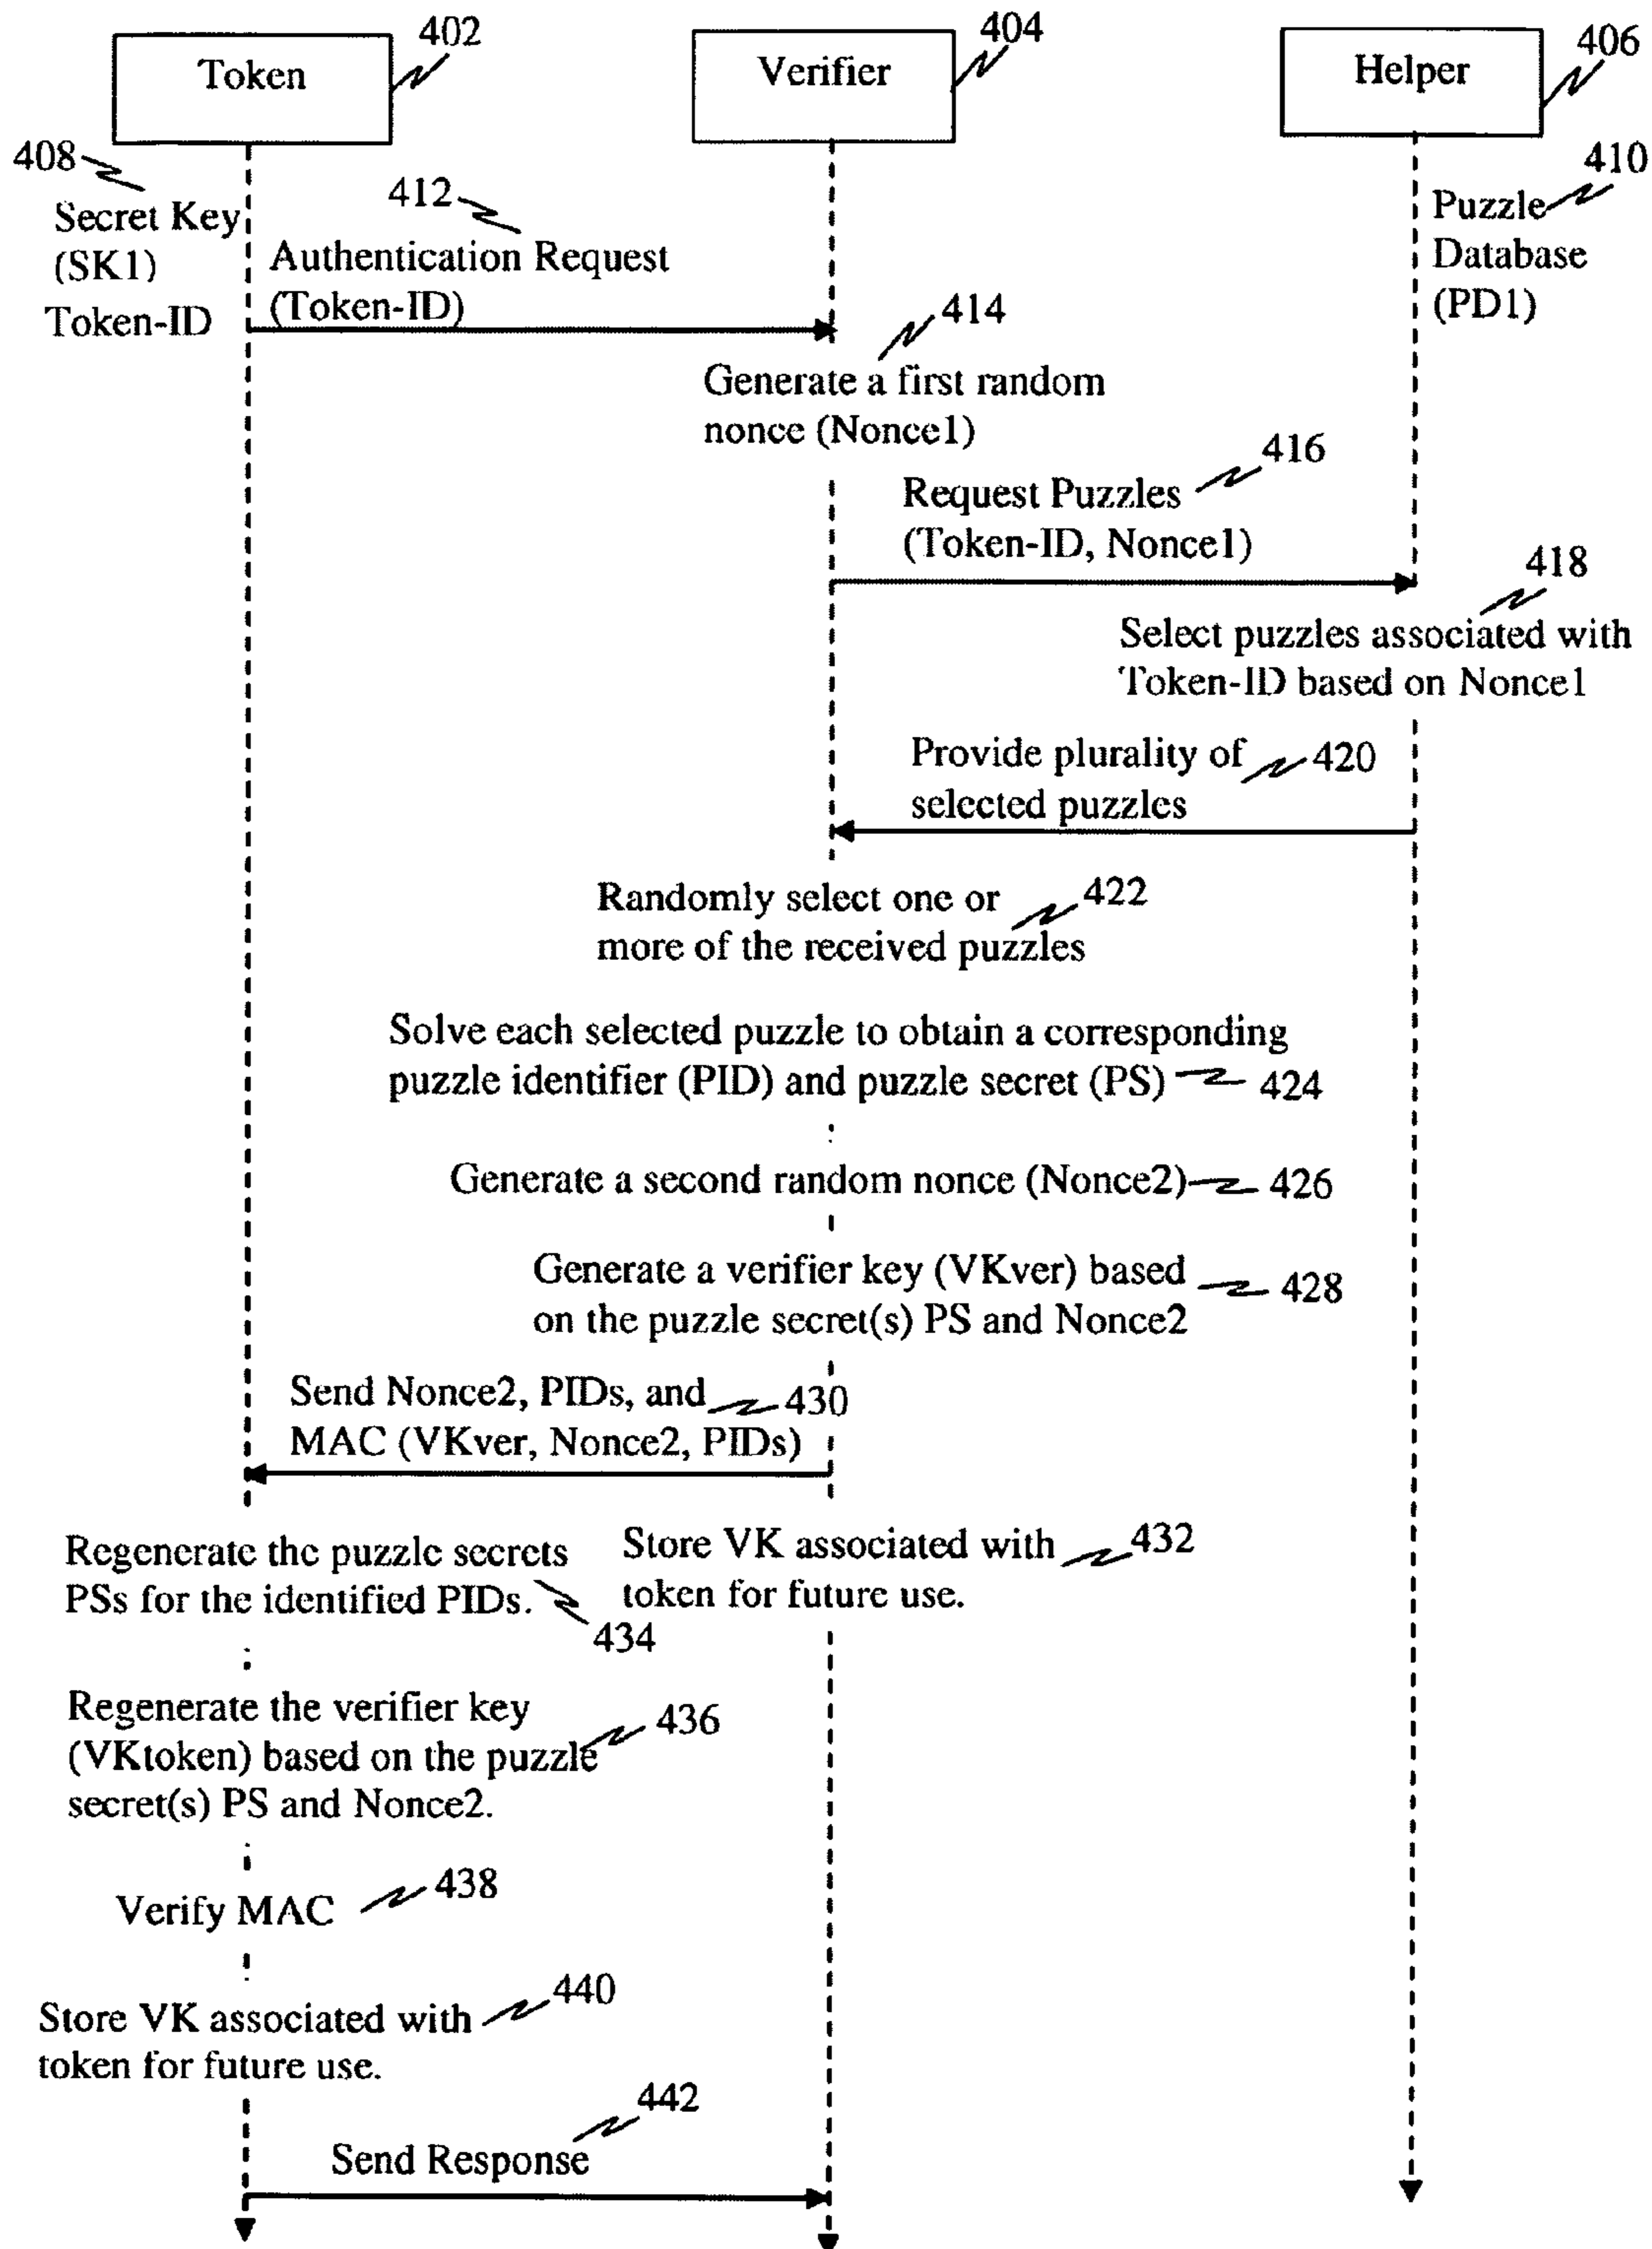 402
Token
404
Verifier
406
Helper
408
Secret Key
(SK1)
Token-ID
410
Puzzle
Database
(PD1)
412
Authentication Request
(Token-ID)
414
Generate a first random
nonce (Nonce1)
416
Request Puzzles
(Token-ID, Nonce1)
418
Select puzzles associated with
Token-ID based on Nonce1
Provide plurality of
selected puzzles
420
Randomly select one or
more of the received puzzles
422
Solve each selected puzzle to obtain a corresponding
puzzle identifier (PID) and puzzle secret (PS)
424
Generate a second random nonce (Nonce2)
426
Generate a verifier key (VKver) based
on the puzzle secret(s) PS and Nonce2
428
Send Nonce2, PIDs, and
MAC (VKver, Nonce2, PIDs)
430
Store VK associated with
token for future use.
432
Regenerate the puzzle secrets
PSs for the identified PIDs.
434
Regenerate the verifier key
(VKtoken) based on the puzzle
secret(s) PS and Nonce2.
436
Verify MAC
438
Store VK associated with
token for future use.
440
442
Send Response